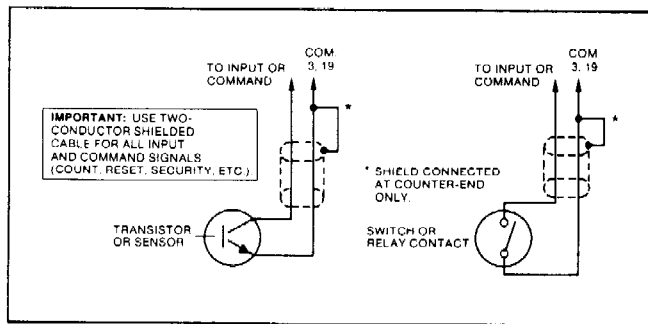 COM.
3, 19
TO INPUT OR
COMMAND
*
IMPORTANT: USE TWO-
CONDUCTOR SHIELDED
CABLE FOR ALL INPUT
AND COMMAND SIGNALS
(COUNT, RESET, SECURITY, ETC.).
TRANSISTOR
OR SENSOR
COM
3, 19
TO INPUT OR
COMMAND
*
* SHIELD CONNECTED
AT COUNTER-END
ONLY.
SWITCH OR
RELAY CONTACT